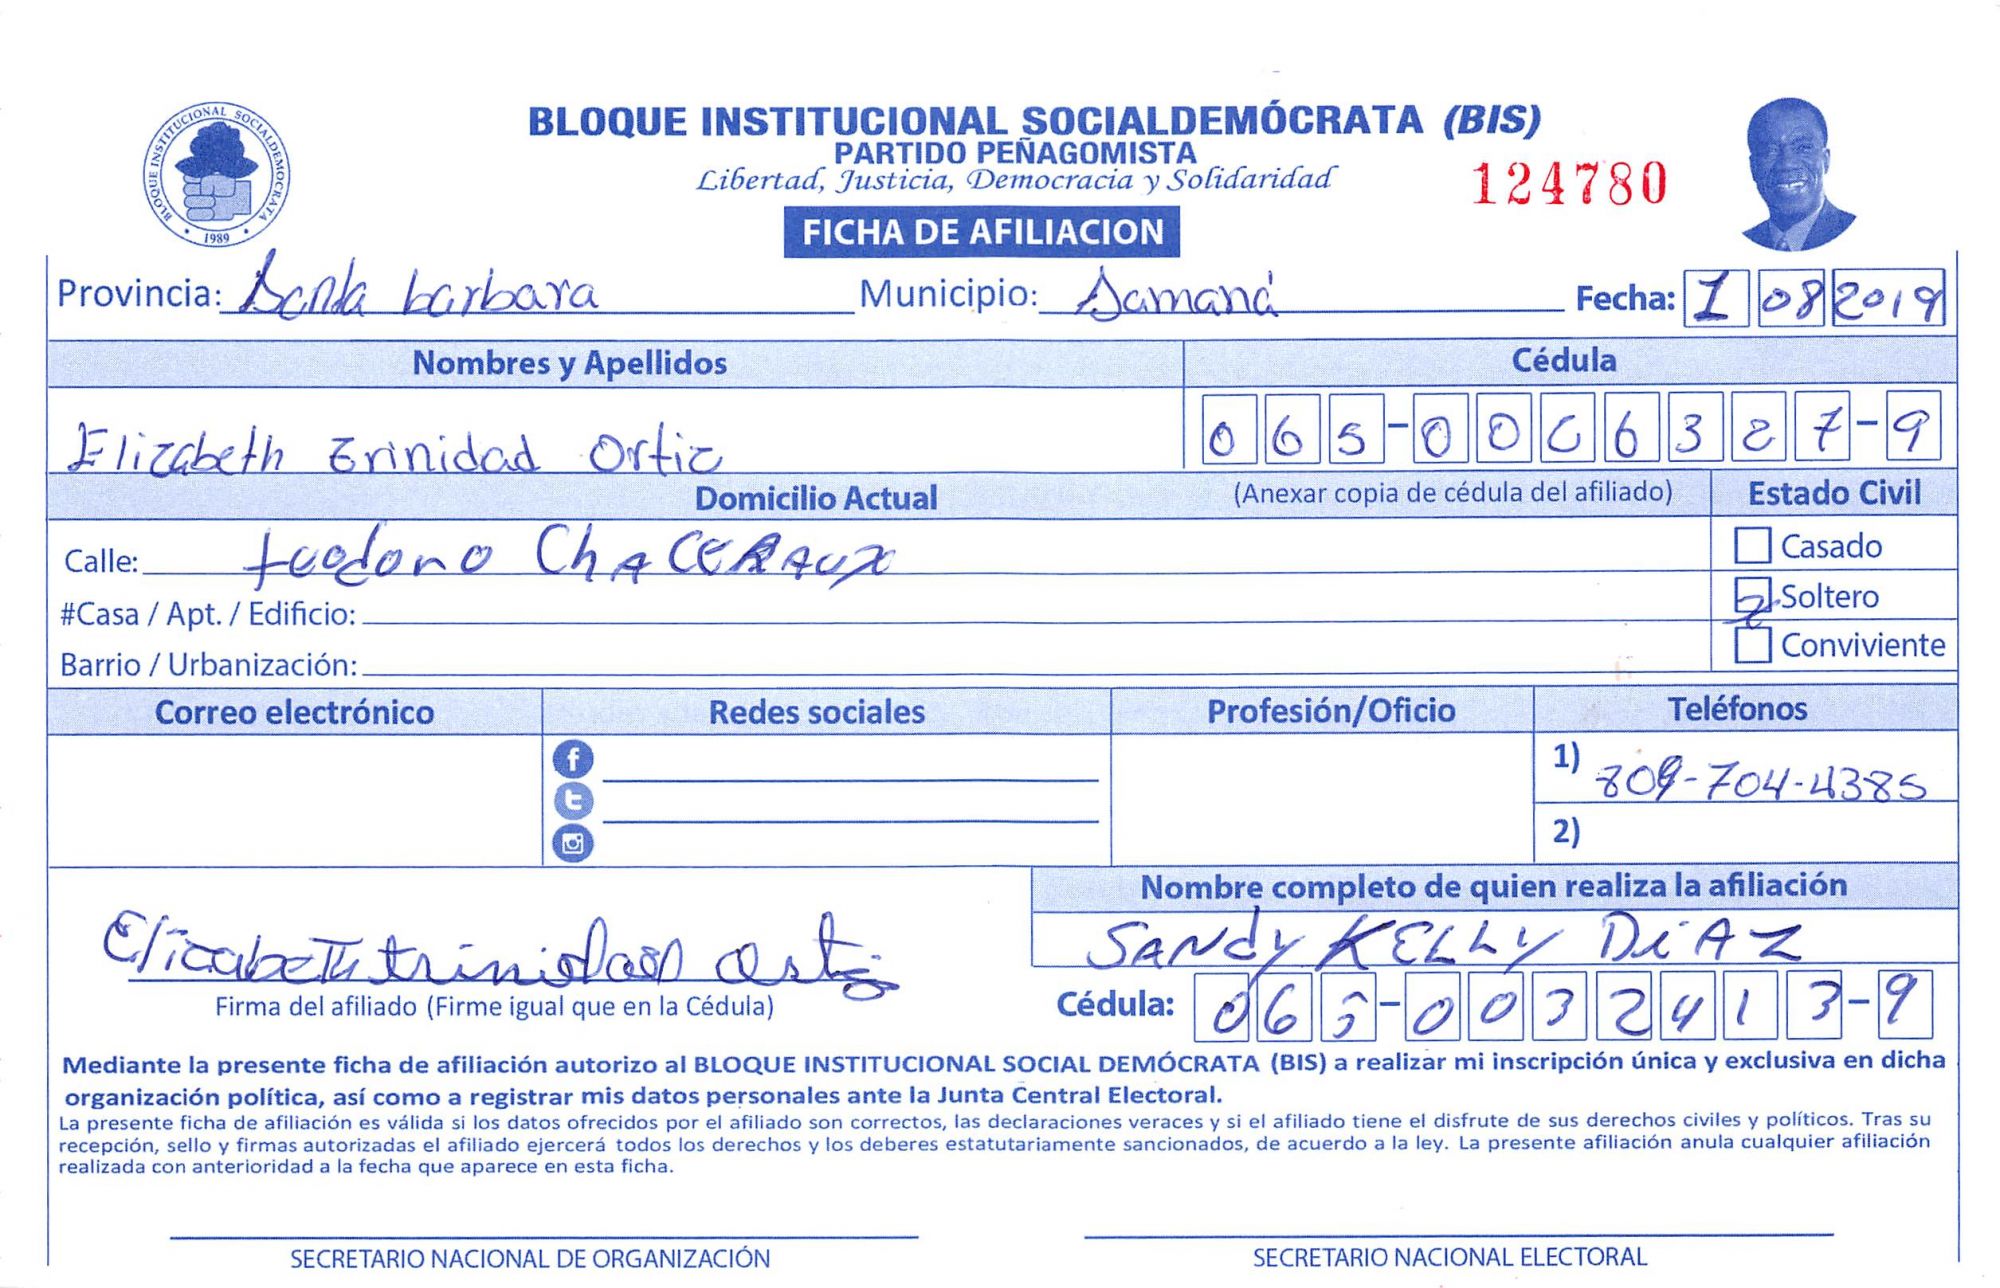 BLOQUE INSTITUCIONAL SOCIALDEMÓCRATA
1989
BLOQUE INSTITUCIONAL SOCIALDEMÓCRATA (BIS)
PARTIDO PEÑAGOMISTA
Libertad, Justicia, Democracia y Solidaridad
124780
FICHA DE AFILIACION
Provincia: Santa barbara Municipio: Samaná Fecha: 1 08 2019
Nombres y Apellidos Cédula
Elizabeth Trinidad Ortiz 065-0006327-9
Domicilio Actual (Anexar copia de cédula del afiliado) Estado Civil
Calle: teodoro Casado
#Casa / Apt. / Edificio: Soltero
Barrio / Urbanización: Conviviente
Correo electrónico Redes sociales Profesión/Oficio Teléfonos
1) 809-704-4385
2)
Nombre completo de quien realiza la afiliación
Elizabeth trinidad Ortiz SANdy KELLY DiAZ
Firma del afiliado (Firme igual que en la Cédula) Cédula: 065-0032413-9
Mediante la presente ficha de afiliación autorizo al BLOQUE INSTITUCIONAL SOCIAL DEMÓCRATA (BIS) a realizar mi inscripción única y exclusiva en dicha
organización política, así como a registrar mis datos personales ante la Junta Central Electoral.
La presente ficha de afiliación es válida si los datos ofrecidos por el afiliado son correctos, las declaraciones veraces y si el afiliado tiene el disfrute de sus derechos civiles y políticos. Tras su
recepción, sello y firmas autorizadas el afiliado ejercerá todos los derechos y los deberes estatutariamente sancionados, de acuerdo a la ley. La presente afiliación anula cualquier afiliación
realizada con anterioridad a la fecha que aparece en esta ficha.
SECRETARIO NACIONAL DE ORGANIZACIÓN SECRETARIO NACIONAL ELECTORAL